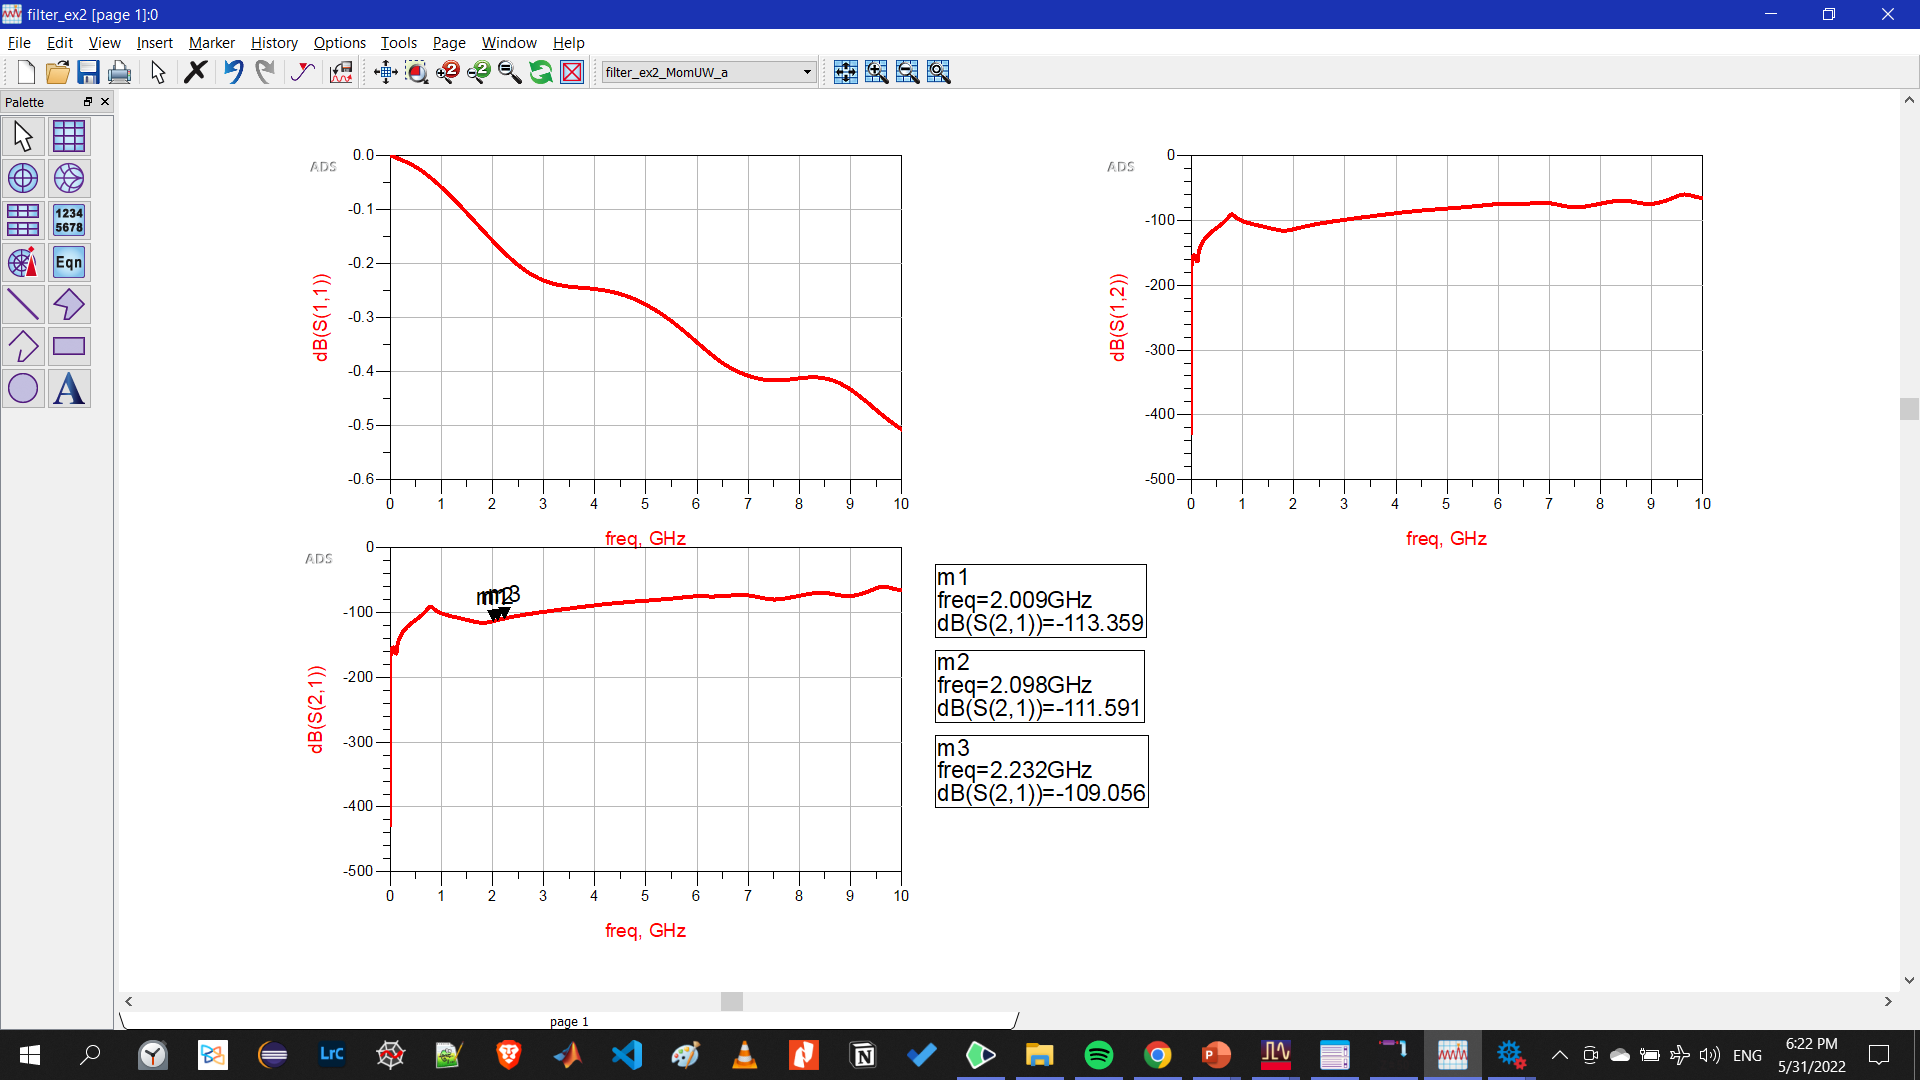 filter_ex2 [page 1]:0
File Edit View Insert Marker History Options Tools Page Window Help
filter_ex2_MomUW_a
Palette
1234
5678
Eqn
ADS
dB(S(1,1))
0.0
-0.1
-0.2
-0.3
-0.4
-0.5
-0.6
0 1 2 3 4 5 6 7 8 9 10
freq, GHz
ADS
dB(S(1,2))
0
-100
-200
-300
-400
-500
0 1 2 3 4 5 6 7 8 9 10
freq, GHz
ADS
dB(S(2,1))
0
-100
-200
-300
-400
-500
m3
0 1 2 3 4 5 6 7 8 9 10
freq, GHz
m1
freq=2.009GHz
dB(S(2,1))=-113.359
m2
freq=2.098GHz
dB(S(2,1))=-111.591
m3
freq=2.232GHz
dB(S(2,1))=-109.056
page 1
Lrc
ENG
6:22 PM
5/31/2022